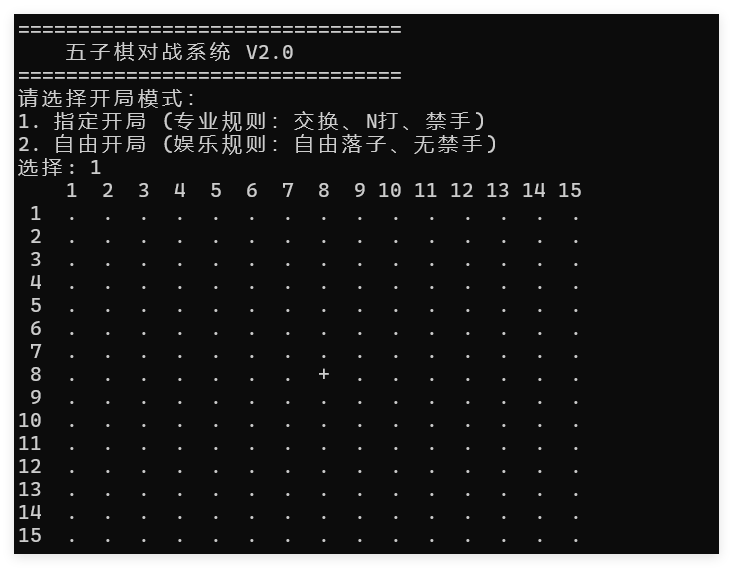 ================================
五子棋对战系统 V2.0
================================
请选择开局模式:
1. 指定开局 (专业规则: 交换、N打、禁手)
2. 自由开局 (娱乐规则: 自由落子、无禁手)
选择: 1
1 2 3 4 5 6 7 8 9 10 11 12 13 14 15
1 . . . . . . . . . . . . . . .
2 . . . . . . . . . . . . . . .
3 . . . . . . . . . . . . . . .
4 . . . . . . . . . . . . . . .
5 . . . . . . . . . . . . . . .
6 . . . . . . . . . . . . . . .
7 . . . . . . . . . . . . . . .
8 . . . . . . . + . . . . . . .
9 . . . . . . . . . . . . . . .
10 . . . . . . . . . . . . . . .
11 . . . . . . . . . . . . . . .
12 . . . . . . . . . . . . . . .
13 . . . . . . . . . . . . . . .
14 . . . . . . . . . . . . . . .
15 . . . . . . . . . . . . . . .